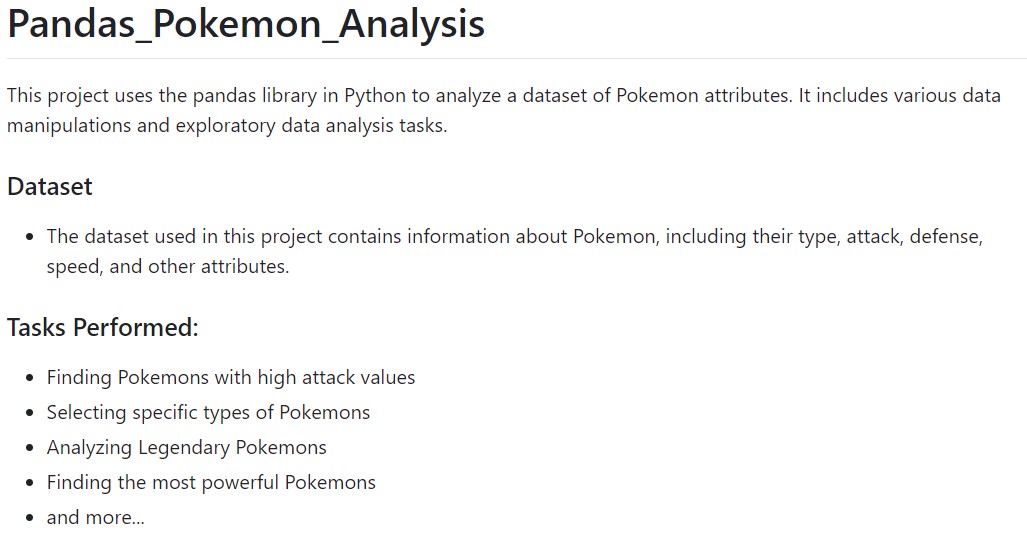 Pandas_Pokemon_Analysis
This project uses the pandas library in Python to analyze a dataset of Pokemon attributes. It includes various data
manipulations and exploratory data analysis tasks.
Dataset
• The dataset used in this project contains information about Pokemon, including their type, attack, defense,
speed, and other attributes.
Tasks Performed:
• Finding Pokemons with high attack values
• Selecting specific types of Pokemons
• Analyzing Legendary Pokemons
• Finding the most powerful Pokemons
• and more...